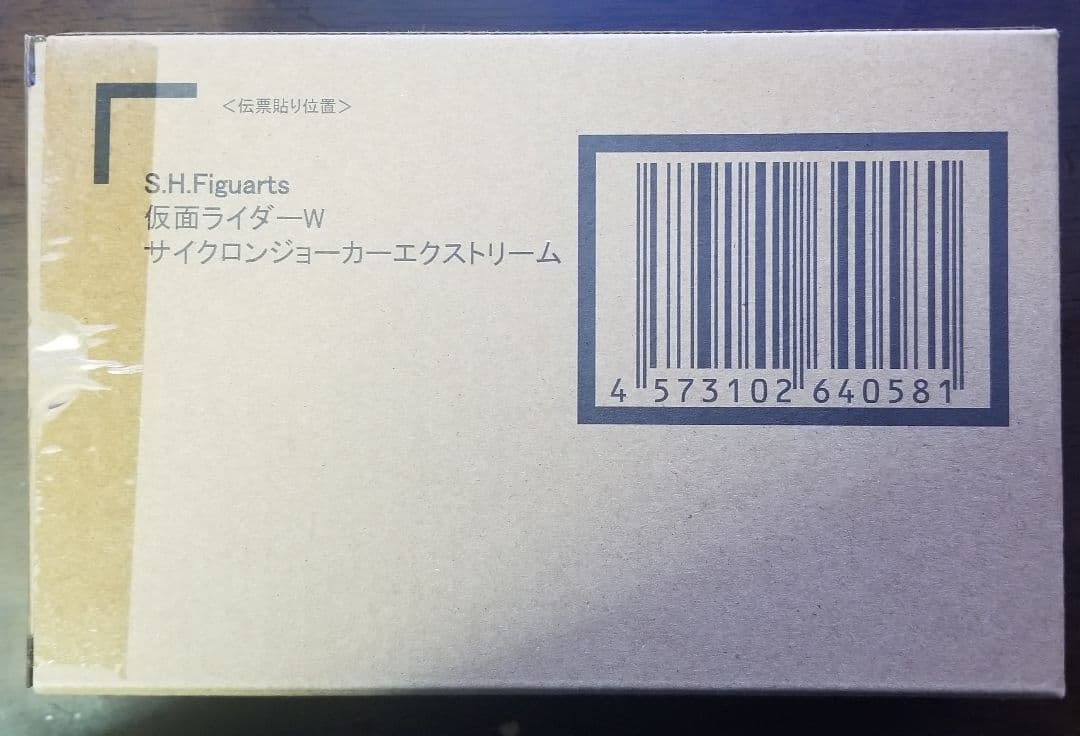 ＜伝票貼り位置＞
S.H.Figuarts
仮面ライダーW
サイクロンジョーカーエクストリーム
4 573102 640581